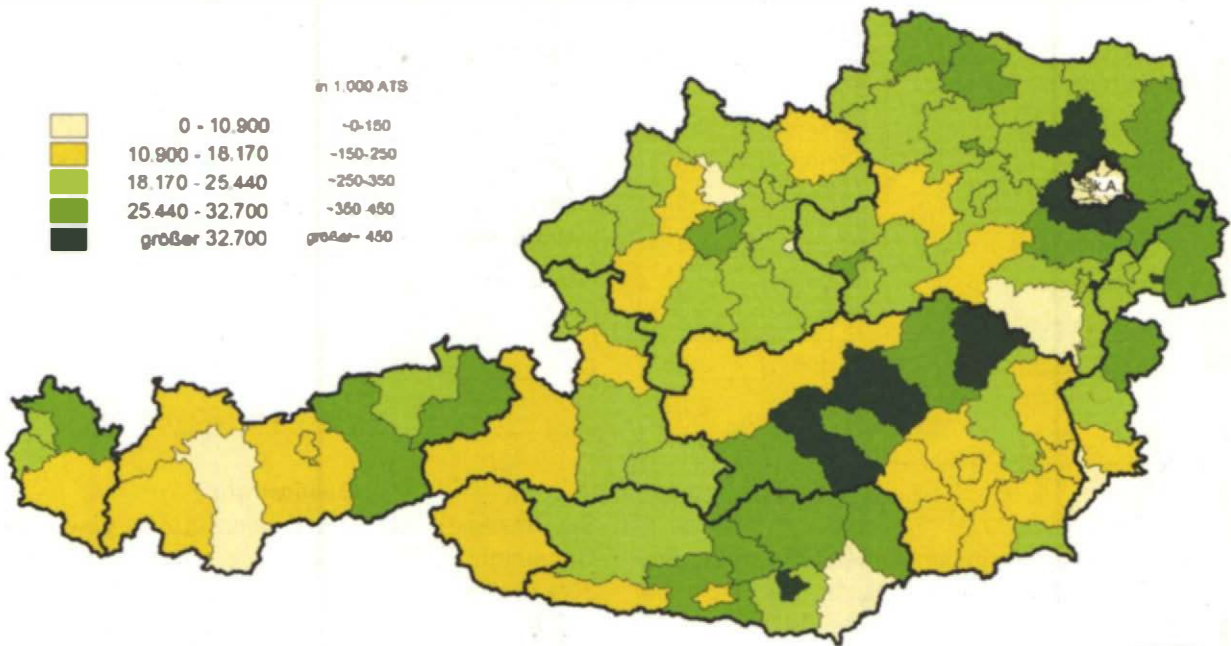 in 1.000 ATS
0 - 10.900 ~0-150
10.900 - 18.170 ~150-250
18.170 - 25.440 ~250-350
25.440 - 32.700 ~350-450
größer 32.700 größer~ 450
k.A.